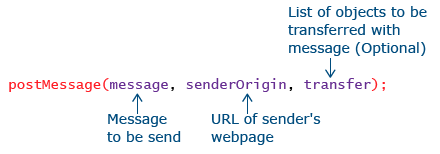 List of objects to be
transferred with
message (Optional)
postMessage(message, senderOrigin, transfer);
Message
to be send
URL of sender's
webpage